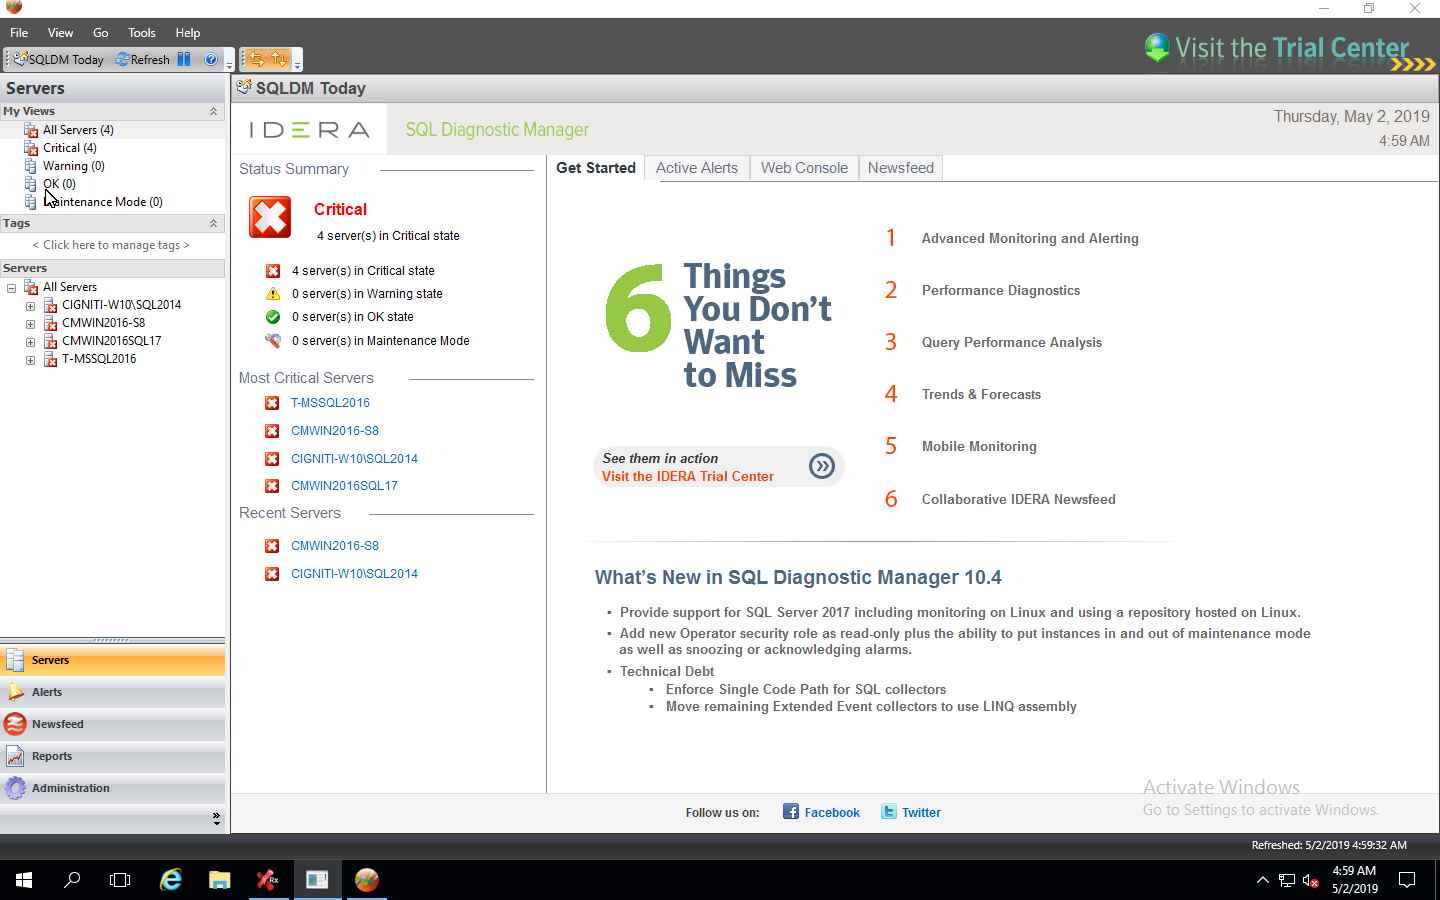 File View Go Tools Help
Visit the Trial Center
SQLDM Today Refresh
Servers
My Views
All Servers (4)
Critical (4)
Warning (0)
OK (0)
Maintenance Mode (0)
Tags
< Click here to manage tags >
Servers
All Servers
CIGNITI-W10\SQL2014
CMWIN2016-S8
CMWIN2016SQL17
T-MSSQL2016
Servers
Alerts
Newsfeed
Reports
Administration
SQLDM Today
IDERA SQL Diagnostic Manager
Thursday, May 2, 2019
4:59 AM
Status Summary
Critical
4 server(s) in Critical state
4 server(s) in Critical state
0 server(s) in Warning state
0 server(s) in OK state
0 server(s) in Maintenance Mode
Most Critical Servers
T-MSSQL2016
CMWIN2016-S8
CIGNITI-W10\SQL2014
CMWIN2016SQL17
Recent Servers
CMWIN2016-S8
CIGNITI-W10\SQL2014
Get Started Active Alerts Web Console Newsfeed
6 Things
You Don't
Want
to Miss
See them in action
Visit the IDERA Trial Center
1 Advanced Monitoring and Alerting
2 Performance Diagnostics
3 Query Performance Analysis
4 Trends & Forecasts
5 Mobile Monitoring
6 Collaborative IDERA Newsfeed
What's New in SQL Diagnostic Manager 10.4
▪ Provide support for SQL Server 2017 including monitoring on Linux and using a repository hosted on Linux.
▪ Add new Operator security role as read-only plus the ability to put instances in and out of maintenance mode
as well as snoozing or acknowledging alarms.
▪ Technical Debt
▪ Enforce Single Code Path for SQL collectors
▪ Move remaining Extended Event collectors to use LINQ assembly
Activate Windows
Go to Settings to activate Windows.
Follow us on: Facebook Twitter
Refreshed: 5/2/2019 4:59:32 AM
4:59 AM
5/2/2019